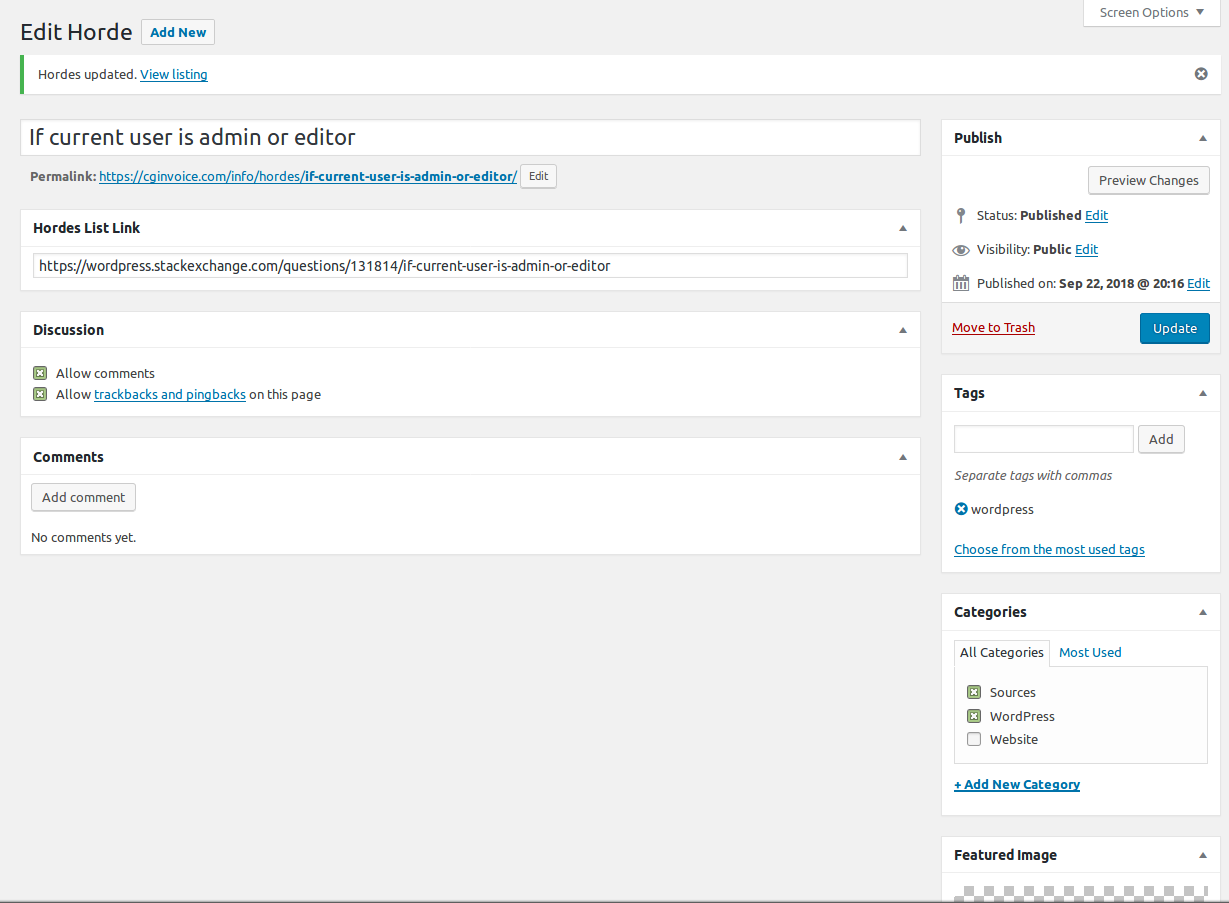 Screen Options
Edit Horde Add New
Hordes updated. View listing
If current user is admin or editor
Permalink: https://cginvoice.com/info/hordes/if-current-user-is-admin-or-editor/ Edit
Hordes List Link
https://wordpress.stackexchange.com/questions/131814/if-current-user-is-admin-or-editor
Discussion
Allow comments
Allow trackbacks and pingbacks on this page
Comments
Add comment
No comments yet.
Publish
Preview Changes
Status: Published Edit
Visibility: Public Edit
Published on: Sep 22, 2018 @ 20:16 Edit
Move to Trash Update
Tags
Add
Separate tags with commas
wordpress
Choose from the most used tags
Categories
All Categories Most Used
Sources
WordPress
Website
+ Add New Category
Featured Image